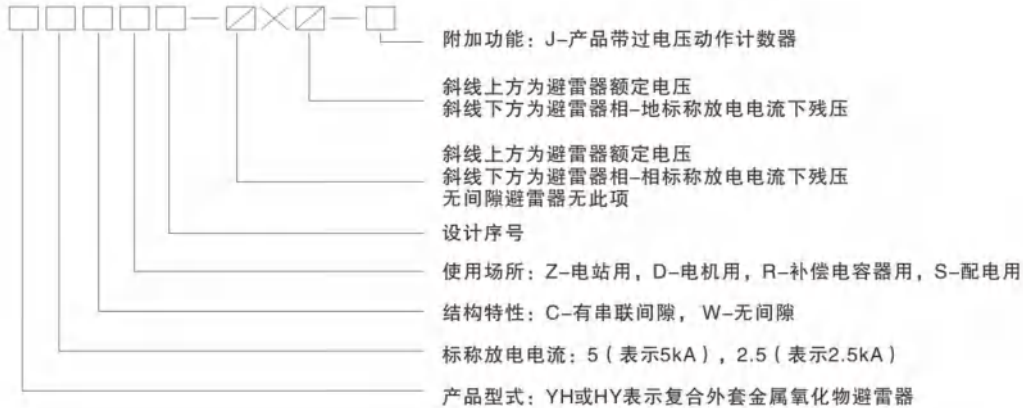 附加功能：J-产品带过电压动作计数器
斜线上方为避雷器额定电压
斜线下方为避雷器相-地标称放电电流下残压
斜线上方为避雷器额定电压
斜线下方为避雷器相-相标称放电电流下残压
无间隙避雷器无此项
设计序号
使用场所：Z-电站用，D-电机用，R-补偿电容器用，S-配电用
结构特性：C-有串联间隙， W-无间隙
标称放电电流：5（表示5kA），2.5（表示2.5kA）
产品型式：YH或HY表示复合外套金属氧化物避雷器